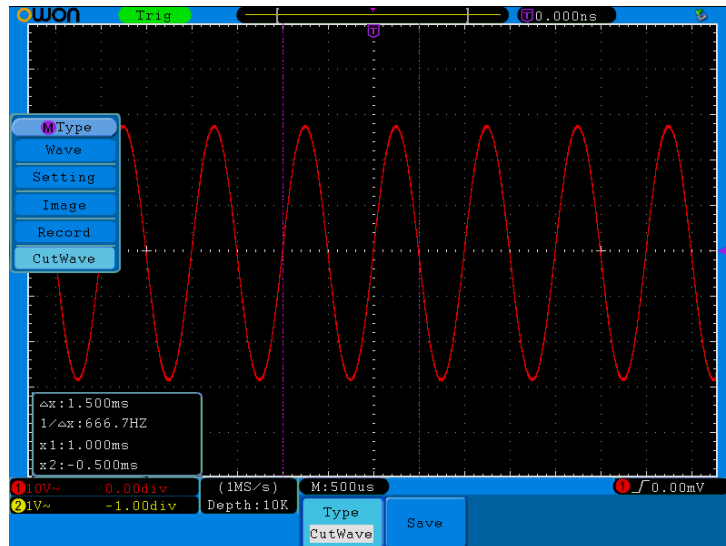 OWON Trig T 0.000ns
T
M Type
Wave
Setting
Image
Record
CutWave
△x:1.500ms
1/△x:666.7HZ
x1:1.000ms
x2:-0.500ms
1 10V~ 0.00div (1MS/s) M:500us 1 0.00mV
2 1V~ -1.00div Depth:10K
Type Save
CutWave